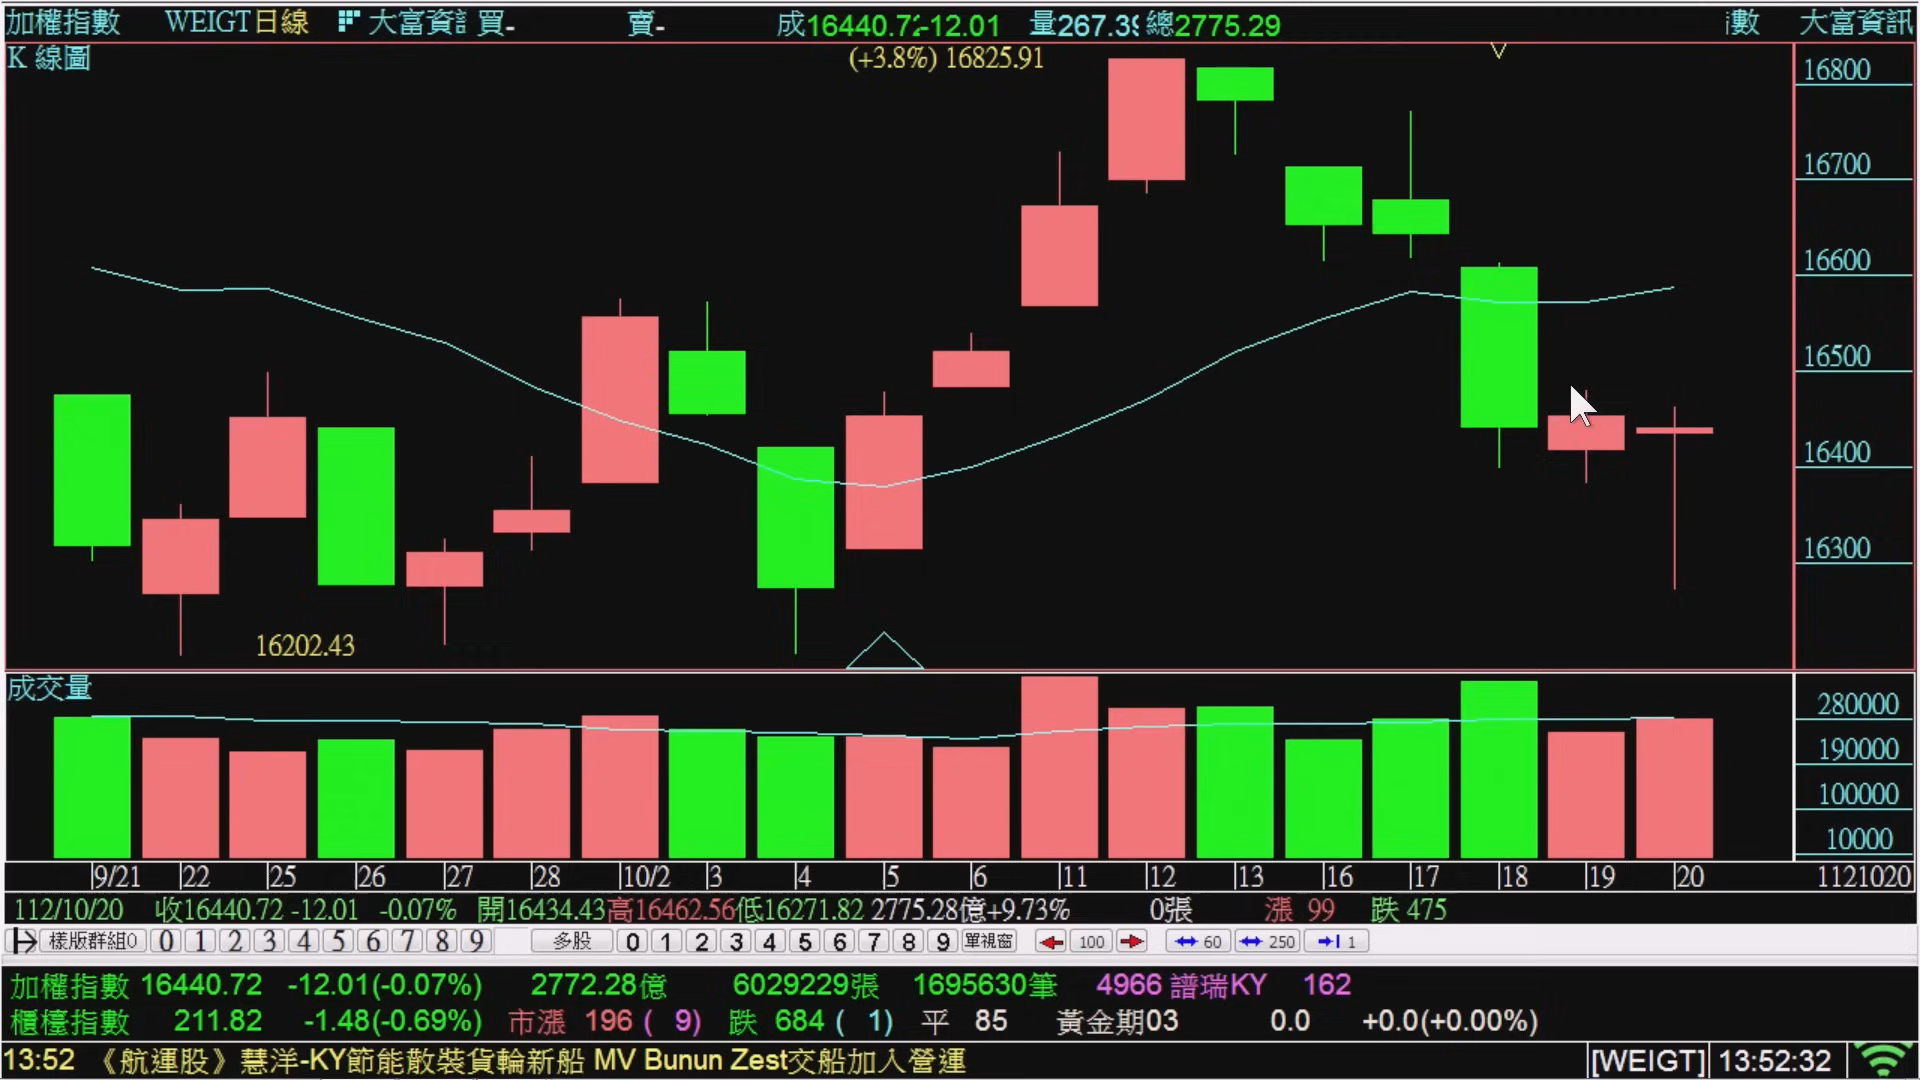 加權指數 WEIGT日線 大富資訊 買- 賣- 成16440.72-12.01 量267.39 總2775.29 數 大富資訊
K 線圖
(+3.8%) 16825.91
16800
16700
16600
16500
16400
16300
16202.43
成交量
280000
190000
100000
10000
9/21 22 25 26 27 28 10/2 3 4 5 6 11 12 13 16 17 18 19 20 1121020
112/10/20 收16440.72 -12.01 -0.07% 開16434.43高16462.56低16271.82 2775.28億+9.73% 0張 漲 99 跌 475
樣版群組0 0 1 2 3 4 5 6 7 8 9 多股 0 1 2 3 4 5 6 7 8 9 單視窗 100 60 250 1
加權指數 16440.72 -12.01(-0.07%) 2772.28億 6029229張 1695630筆 4966 譜瑞KY 162
櫃檯指數 211.82 -1.48(-0.69%) 市漲 196 ( 9) 跌 684 ( 1) 平 85 黃金期03 0.0 +0.0(+0.00%)
13:52 《航運股》慧洋-KY節能散裝貨輪新船 MV Bunun Zest交船加入營運 [WEIGT] 13:52:32